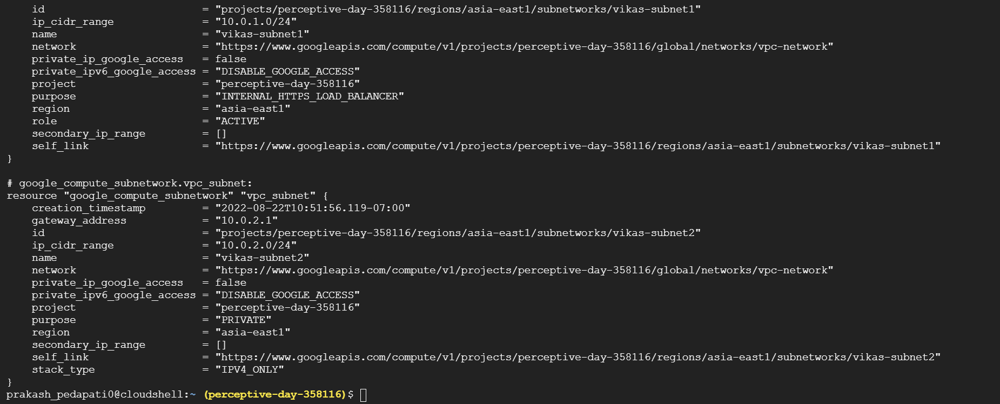 id                         = "projects/perceptive-day-358116/regions/asia-east1/subnetworks/vikas-subnet1"
    ip_cidr_range              = "10.0.1.0/24"
    name                       = "vikas-subnet1"
    network                    = "https://www.googleapis.com/compute/v1/projects/perceptive-day-358116/global/networks/vpc-network"
    private_ip_google_access   = false
    private_ipv6_google_access = "DISABLE_GOOGLE_ACCESS"
    project                    = "perceptive-day-358116"
    purpose                    = "INTERNAL_HTTPS_LOAD_BALANCER"
    region                     = "asia-east1"
    role                       = "ACTIVE"
    secondary_ip_range         = []
    self_link                  = "https://www.googleapis.com/compute/v1/projects/perceptive-day-358116/regions/asia-east1/subnetworks/vikas-subnet1"
}

# google_compute_subnetwork.vpc_subnet:
resource "google_compute_subnetwork" "vpc_subnet" {
    creation_timestamp         = "2022-08-22T10:51:56.119-07:00"
    gateway_address            = "10.0.2.1"
    id                         = "projects/perceptive-day-358116/regions/asia-east1/subnetworks/vikas-subnet2"
    ip_cidr_range              = "10.0.2.0/24"
    name                       = "vikas-subnet2"
    network                    = "https://www.googleapis.com/compute/v1/projects/perceptive-day-358116/global/networks/vpc-network"
    private_ip_google_access   = false
    private_ipv6_google_access = "DISABLE_GOOGLE_ACCESS"
    project                    = "perceptive-day-358116"
    purpose                    = "PRIVATE"
    region                     = "asia-east1"
    secondary_ip_range         = []
    self_link                  = "https://www.googleapis.com/compute/v1/projects/perceptive-day-358116/regions/asia-east1/subnetworks/vikas-subnet2"
    stack_type                 = "IPV4_ONLY"
}
prakash_pedapati0@cloudshell:~ (perceptive-day-358116)$